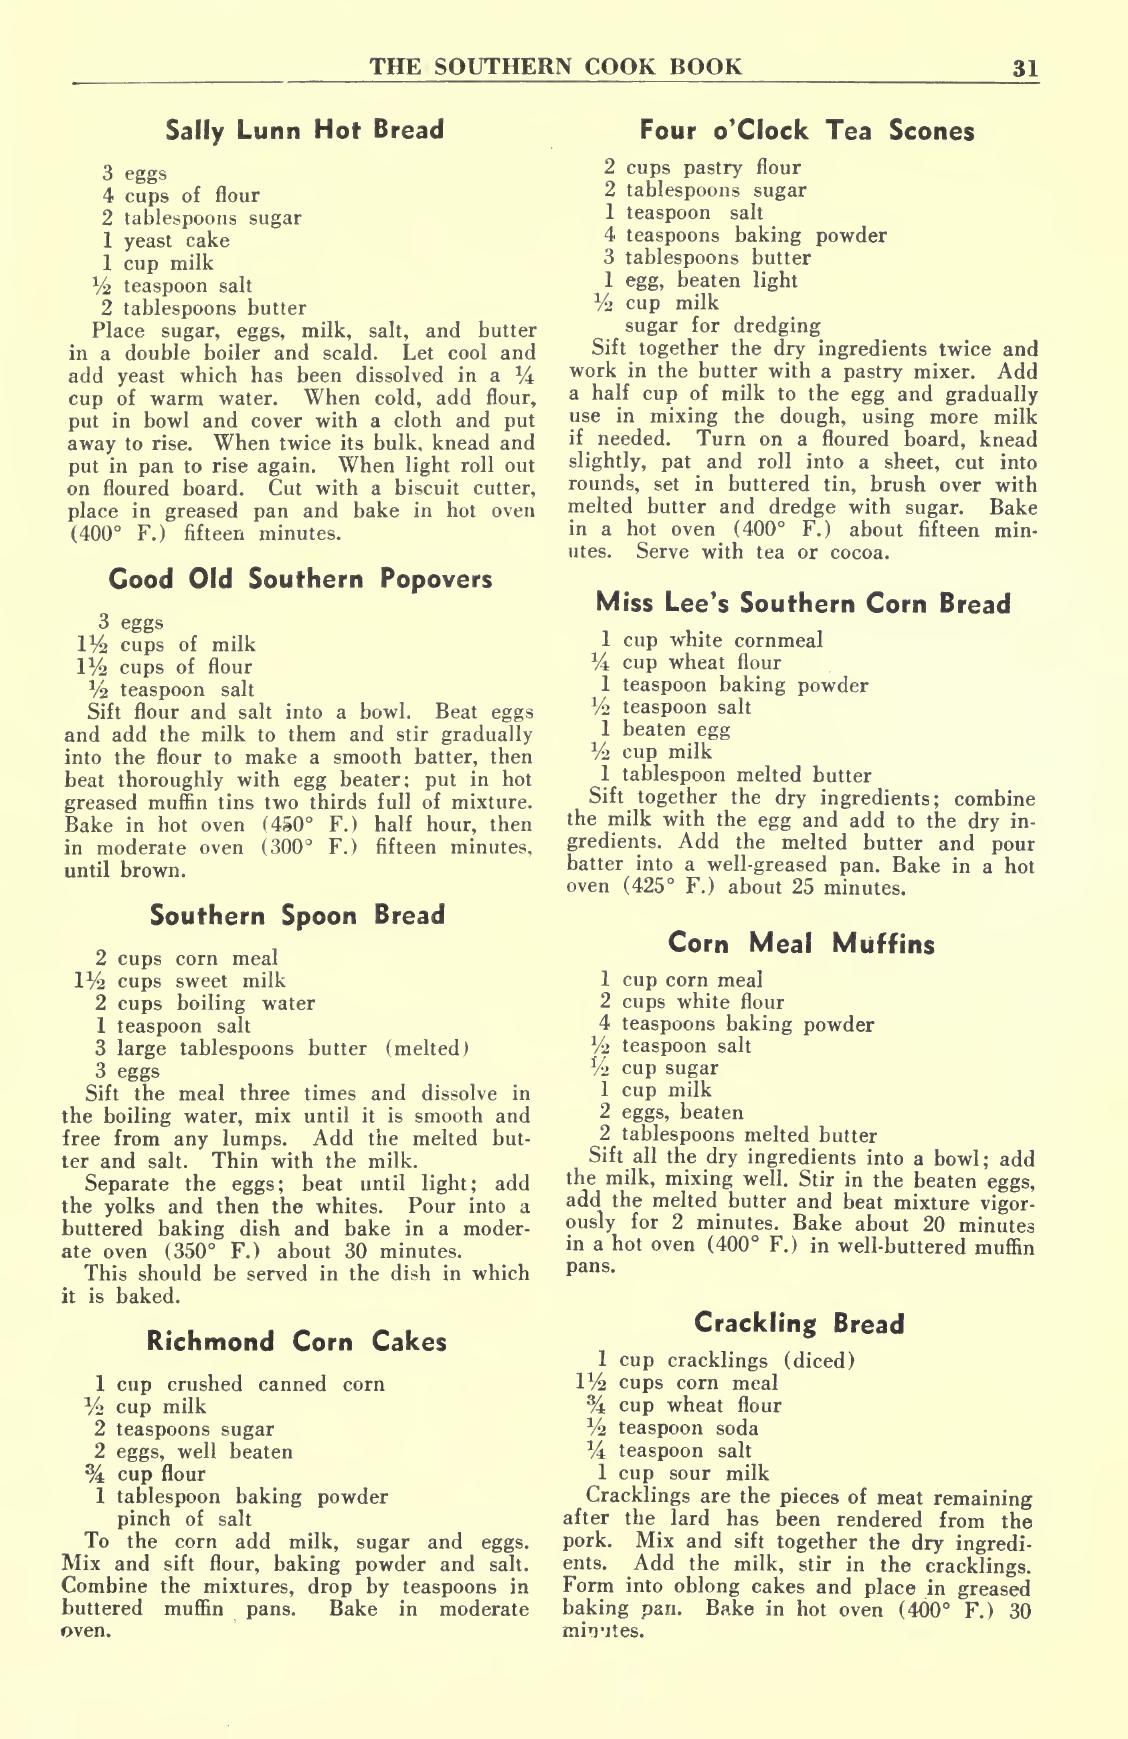 THE SOUTHERN COOK BOOK 31
Sally Lunn Hot Bread
3 eggs
4 cups of flour
2 tablespoons sugar
1 yeast cake
1 cup milk
½ teaspoon salt
2 tablespoons butter
Place sugar, eggs, milk, salt, and butter
in a double boiler and scald. Let cool and
add yeast which has been dissolved in a ¼
cup of warm water. When cold, add flour,
put in bowl and cover with a cloth and put
away to rise. When twice its bulk, knead and
put in pan to rise again. When light roll out
on floured board. Cut with a biscuit cutter,
place in greased pan and bake in hot oven
(400° F.) fifteen minutes.
Good Old Southern Popovers
3 eggs
1½ cups of milk
1½ cups of flour
½ teaspoon salt
Sift flour and salt into a bowl. Beat eggs
and add the milk to them and stir gradually
into the flour to make a smooth batter, then
beat thoroughly with egg beater; put in hot
greased muffin tins two thirds full of mixture.
Bake in hot oven (450° F.) half hour, then
in moderate oven (300° F.) fifteen minutes,
until brown.
Southern Spoon Bread
2 cups corn meal
1½ cups sweet milk
2 cups boiling water
1 teaspoon salt
3 large tablespoons butter (melted)
3 eggs
Sift the meal three times and dissolve in
the boiling water, mix until it is smooth and
free from any lumps. Add the melted but-
ter and salt. Thin with the milk.
Separate the eggs; beat until light; add
the yolks and then the whites. Pour into a
buttered baking dish and bake in a moder-
ate oven (350° F.) about 30 minutes.
This should be served in the dish in which
it is baked.
Richmond Corn Cakes
1 cup crushed canned corn
½ cup milk
2 teaspoons sugar
2 eggs, well beaten
¾ cup flour
1 tablespoon baking powder
pinch of salt
To the corn add milk, sugar and eggs.
Mix and sift flour, baking powder and salt.
Combine the mixtures, drop by teaspoons in
buttered muffin pans. Bake in moderate
oven.
Four o'Clock Tea Scones
2 cups pastry flour
2 tablespoons sugar
1 teaspoon salt
4 teaspoons baking powder
3 tablespoons butter
1 egg, beaten light
½ cup milk
sugar for dredging
Sift together the dry ingredients twice and
work in the butter with a pastry mixer. Add
a half cup of milk to the egg and gradually
use in mixing the dough, using more milk
if needed. Turn on a floured board, knead
slightly, pat and roll into a sheet, cut into
rounds, set in buttered tin, brush over with
melted butter and dredge with sugar. Bake
in a hot oven (400° F.) about fifteen min-
utes. Serve with tea or cocoa.
Miss Lee's Southern Corn Bread
1 cup white cornmeal
¼ cup wheat flour
1 teaspoon baking powder
½ teaspoon salt
1 beaten egg
½ cup milk
1 tablespoon melted butter
Sift together the dry ingredients; combine
the milk with the egg and add to the dry in-
gredients. Add the melted butter and pour
batter into a well-greased pan. Bake in a hot
oven (425° F.) about 25 minutes.
Corn Meal Muffins
1 cup corn meal
2 cups white flour
4 teaspoons baking powder
½ teaspoon salt
½ cup sugar
1 cup milk
2 eggs, beaten
2 tablespoons melted butter
Sift all the dry ingredients into a bowl; add
the milk, mixing well. Stir in the beaten eggs,
add the melted butter and beat mixture vigor-
ously for 2 minutes. Bake about 20 minutes
in a hot oven (400° F.) in well-buttered muffin
pans.
Crackling Bread
1 cup cracklings (diced)
1½ cups corn meal
¾ cup wheat flour
½ teaspoon soda
¼ teaspoon salt
1 cup sour milk
Cracklings are the pieces of meat remaining
after the lard has been rendered from the
pork. Mix and sift together the dry ingredi-
ents. Add the milk, stir in the cracklings.
Form into oblong cakes and place in greased
baking pan. Bake in hot oven (400° F.) 30
minutes.